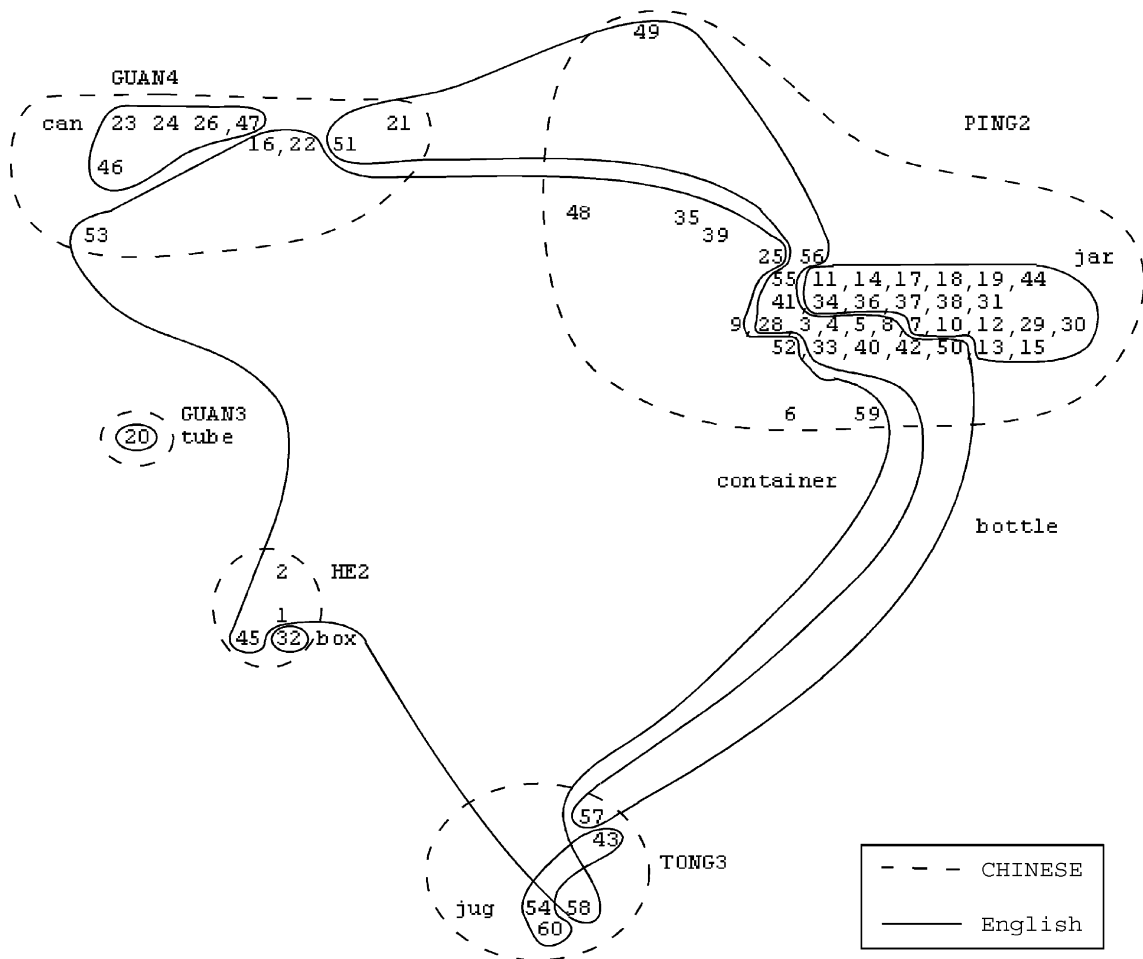 49
GUAN4
can 23 24 26 , 47 21 PING2
16 , 22 51
46
48 35
53 39
25 56 jar
55 11 , 14 , 17 , 18 , 19 , 44
41 , 34 , 36 , 37 , 38 , 31
9 , 28 , 3 , 4 , 5 , 8 , 7 , 10 , 12 , 29 , 30
52 , 33 , 40 , 42 , 50 , 13 , 15
GUAN3 6 59
20 tube
container
bottle
2 HE2
1
45 32 box
57
43
TONG3
CHINESE
jug 54 58
60
English